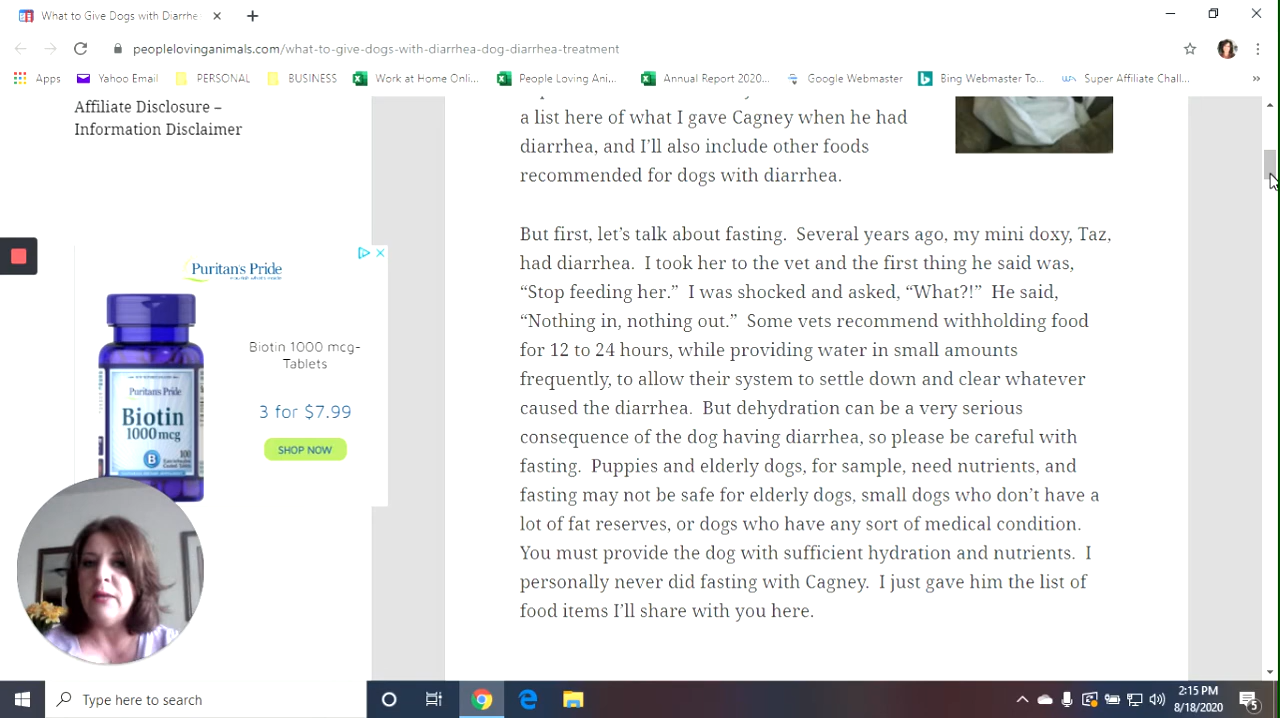 What to Give Dogs with Diarrhe
peoplelovinganimals.com/what-to-give-dogs-with-diarrhea-dog-diarrhea-treatment
Apps
Yahoo Email
PERSONAL
BUSINESS
Work at Home Onli...
People Loving Ani...
Annual Report 2020...
Google Webmaster
Bing Webmaster To...
Super Affiliate Chall...
»
Affiliate Disclosure –
Information Disclaimer
Puritan's Pride
Biotin 1000 mcg-
Tablets
3 for $7.99
SHOP NOW
Puritan's Pride
Biotin
1000 mcg
B
100
a list here of what I gave Cagney when he had
diarrhea, and I'll also include other foods
recommended for dogs with diarrhea.
But first, let's talk about fasting.  Several years ago, my mini doxy, Taz,
had diarrhea.  I took her to the vet and the first thing he said was,
“Stop feeding her.”  I was shocked and asked, “What?!”  He said,
“Nothing in, nothing out.”  Some vets recommend withholding food
for 12 to 24 hours, while providing water in small amounts
frequently, to allow their system to settle down and clear whatever
caused the diarrhea.  But dehydration can be a very serious
consequence of the dog having diarrhea, so please be careful with
fasting.  Puppies and elderly dogs, for sample, need nutrients, and
fasting may not be safe for elderly dogs, small dogs who don't have a
lot of fat reserves, or dogs who have any sort of medical condition.
You must provide the dog with sufficient hydration and nutrients.  I
personally never did fasting with Cagney.  I just gave him the list of
food items I'll share with you here.
Type here to search
2:15 PM
8/18/2020
5